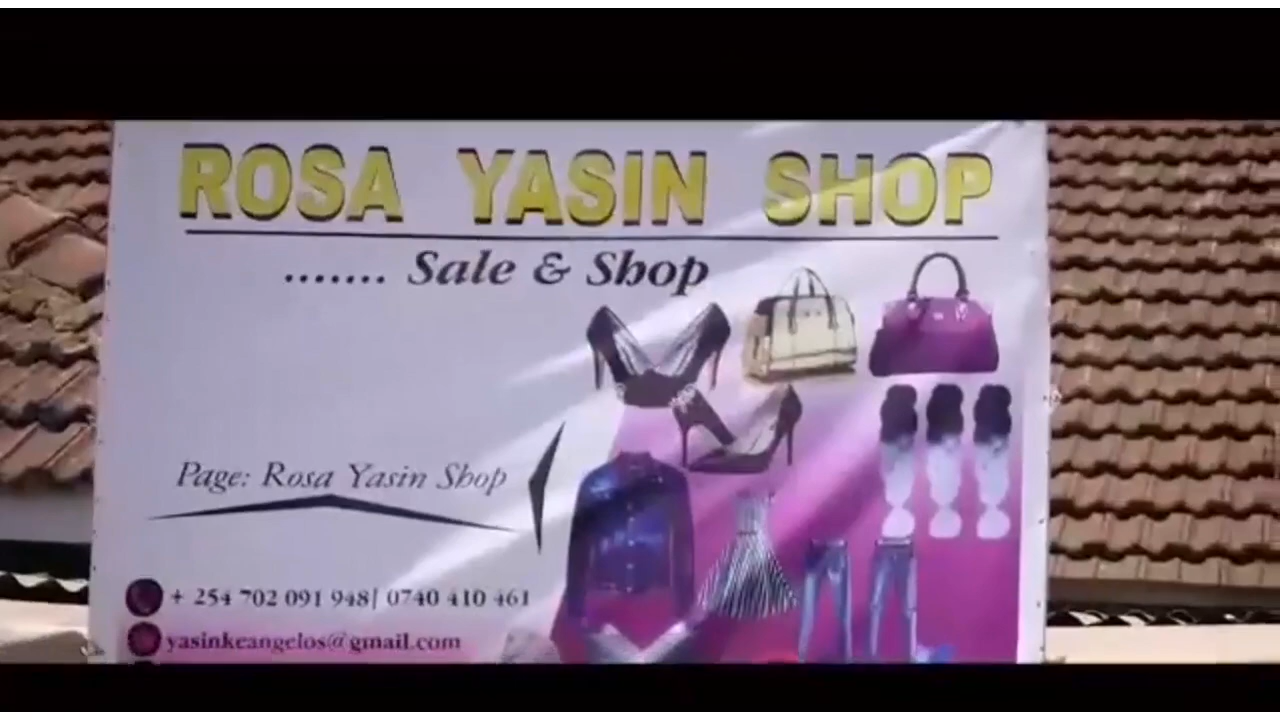 ROSA YASIN SHOP
....... Sale & Shop
Page: Rosa Yasin Shop
+ 254 702 091 948| 0740 410 461
yasinkeangelos@gmail.com